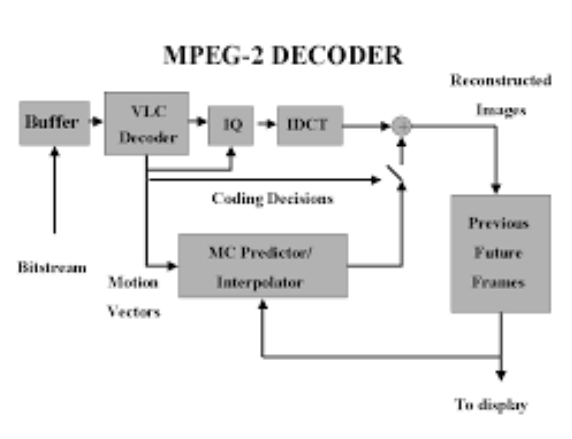 MPEG-2 DECODER
Reconstructed
Images
Buffer
VLC
Decoder
IQ
IDCT
Coding Decisions
Previous
Future
Frames
MC Predictor/
Interpolator
Bitstream
Motion
Vectors
To display